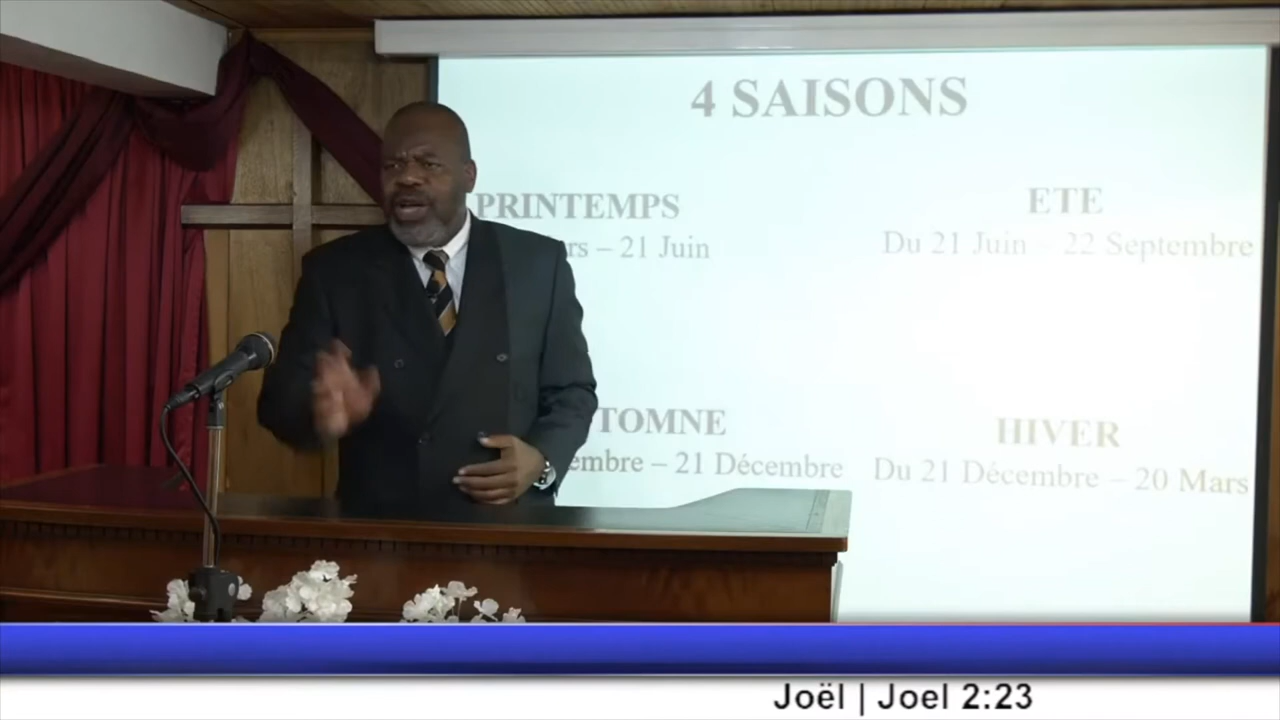 4 SAISONS
PRINTEMPS
ETE
rs – 21 Juin
Du 21 Juin – 22 Septembre
TOMNE
HIVER
embre – 21 Décembre
Du 21 Décembre – 20 Mars
Joël | Joel 2:23